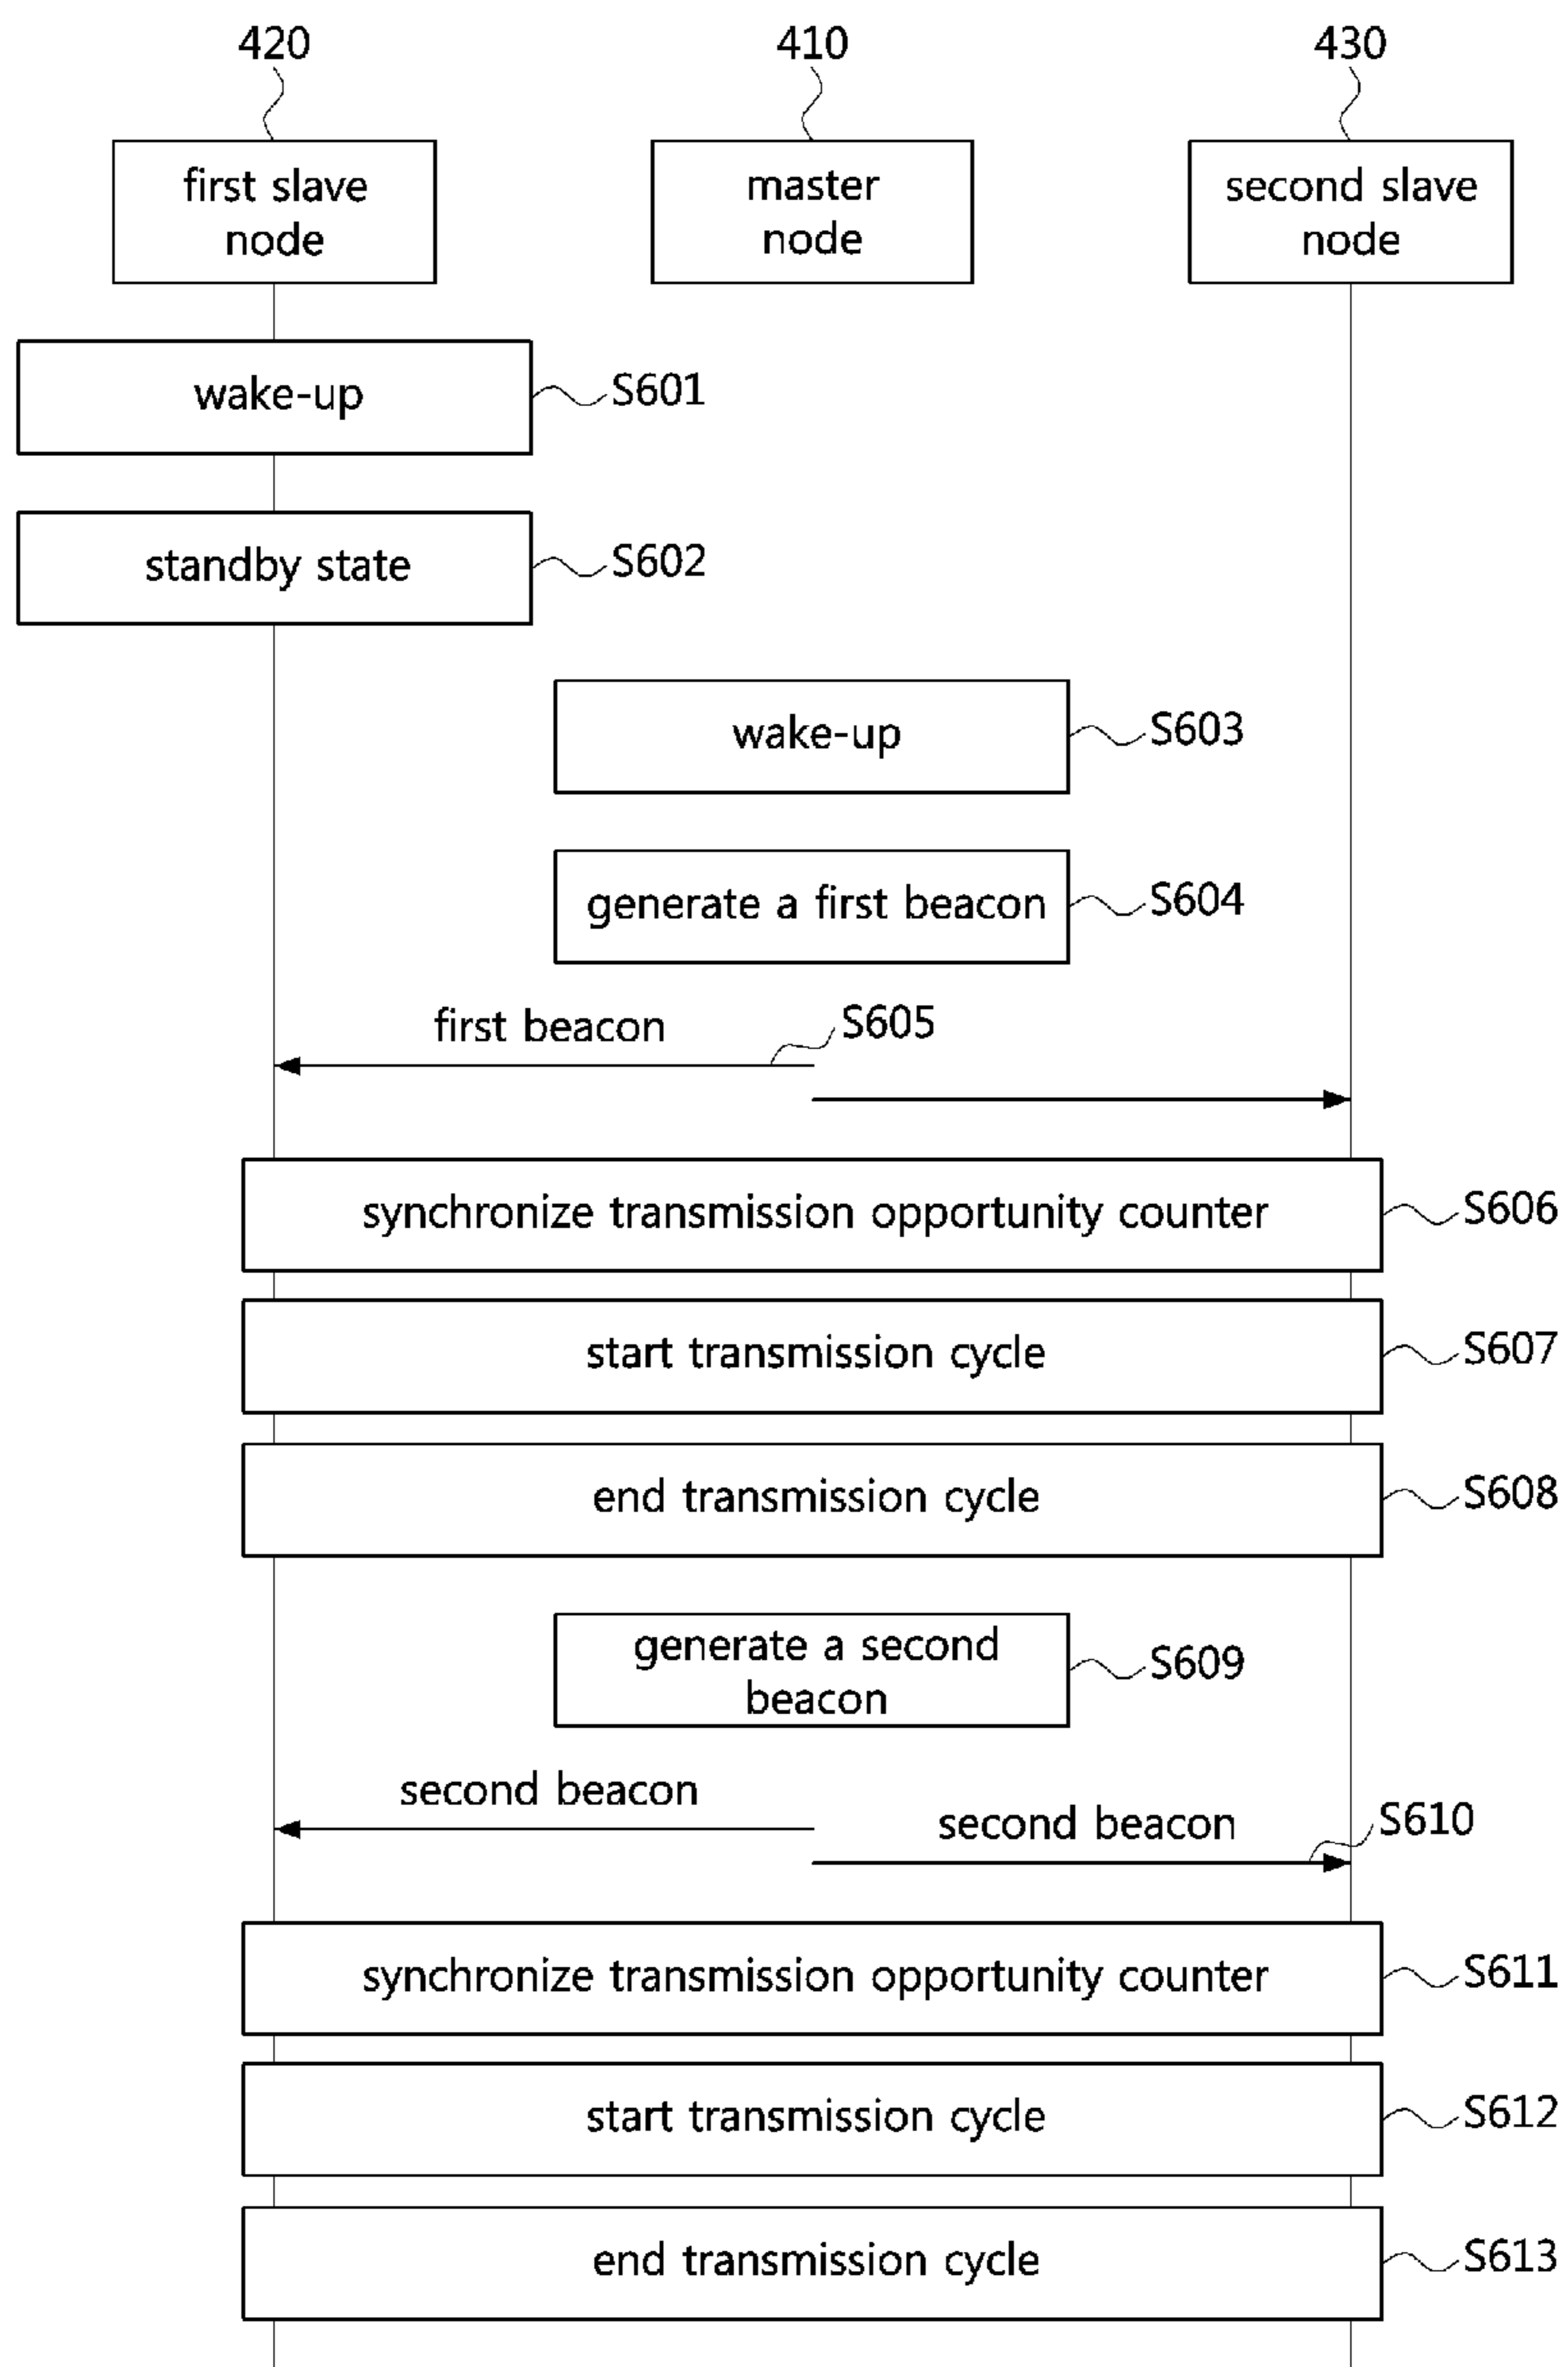 420
410
430
first slave
node
master
node
second slave
node
wake-up
S601
standby state
S602
wake-up
S603
generate a first beacon
S604
first beacon
S605
synchronize transmission opportunity counter
S606
start transmission cycle
S607
end transmission cycle
S608
generate a second
beacon
S609
second beacon
second beacon
S610
synchronize transmission opportunity counter
S611
start transmission cycle
S612
end transmission cycle
S613